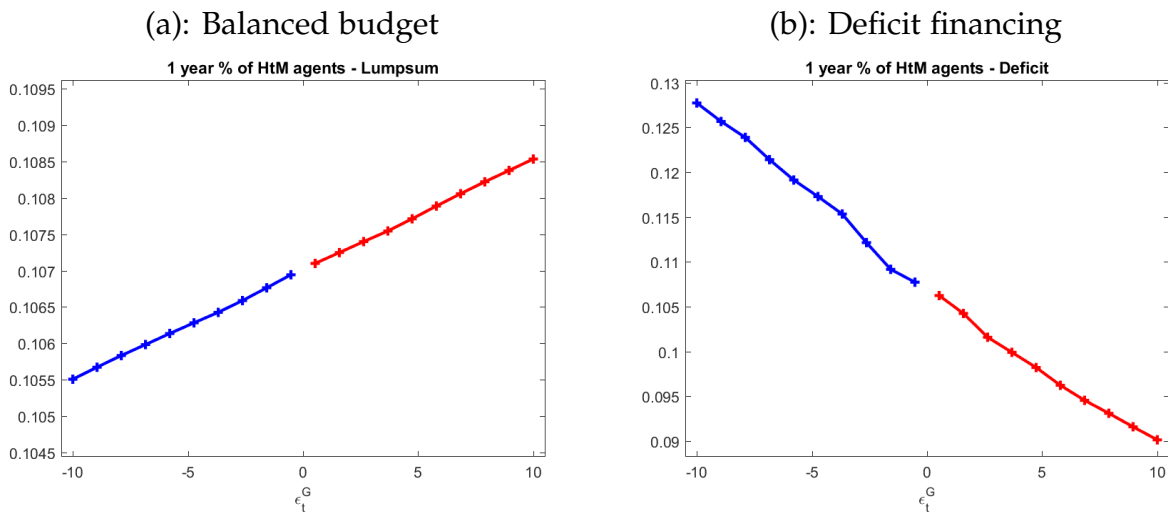 (a): Balanced budget
1 year % of HtM agents - Lumpsum
0.1095
0.109
0.1085
0.108
0.1075
0.107
0.1065
0.106
0.1055
0.105
0.1045
-10 -5 0 5 10
ϵ_t^G
(b): Deficit financing
1 year % of HtM agents - Deficit
0.13
0.125
0.12
0.115
0.11
0.105
0.1
0.095
0.09
-10 -5 0 5 10
ϵ_t^G